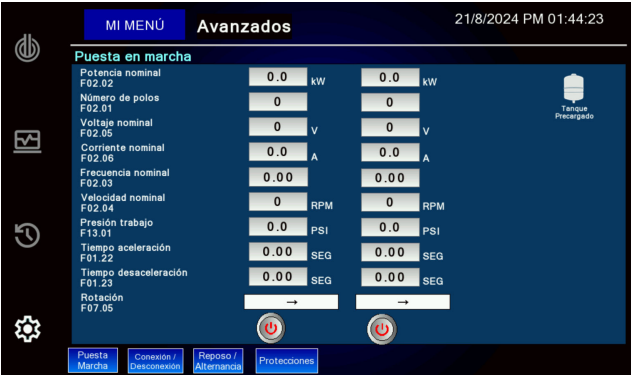 MI MENÚ Avanzados 21/8/2024 PM 01:44:23
Puesta en marcha
Potencia nominal
F02.02 0.0 kW 0.0 kW
Número de polos
F02.01 0 0
Voltaje nominal
F02.05 0 V 0 V
Corriente nominal
F02.06 0.0 A 0.0 A
Frecuencia nominal
F02.03 0.00 0.00
Velocidad nominal
F02.04 0 RPM 0 RPM
Presión trabajo
F13.01 0.0 PSI 0.0 PSI
Tiempo aceleración
F01.22 0.00 SEG 0.00 SEG
Tiempo desaceleración
F01.23 0.00 SEG 0.00 SEG
Rotación
F07.05 → →
Tanque
Precargado
Puesta
Marcha
Conexión /
Desconexión
Reposo /
Alternancia
Protecciones